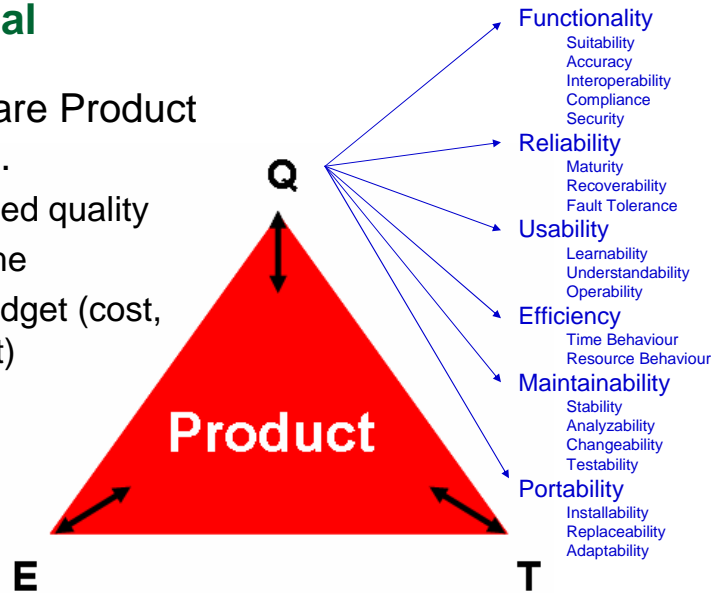 al
are Product
.
ed quality
ne
dget (cost,
t)
Q
Product
E
T
Functionality
Suitability
Accuracy
Interoperability
Compliance
Security
Reliability
Maturity
Recoverability
Fault Tolerance
Usability
Learnability
Understandability
Operability
Efficiency
Time Behaviour
Resource Behaviour
Maintainability
Stability
Analyzability
Changeability
Testability
Portability
Installability
Replaceability
Adaptability